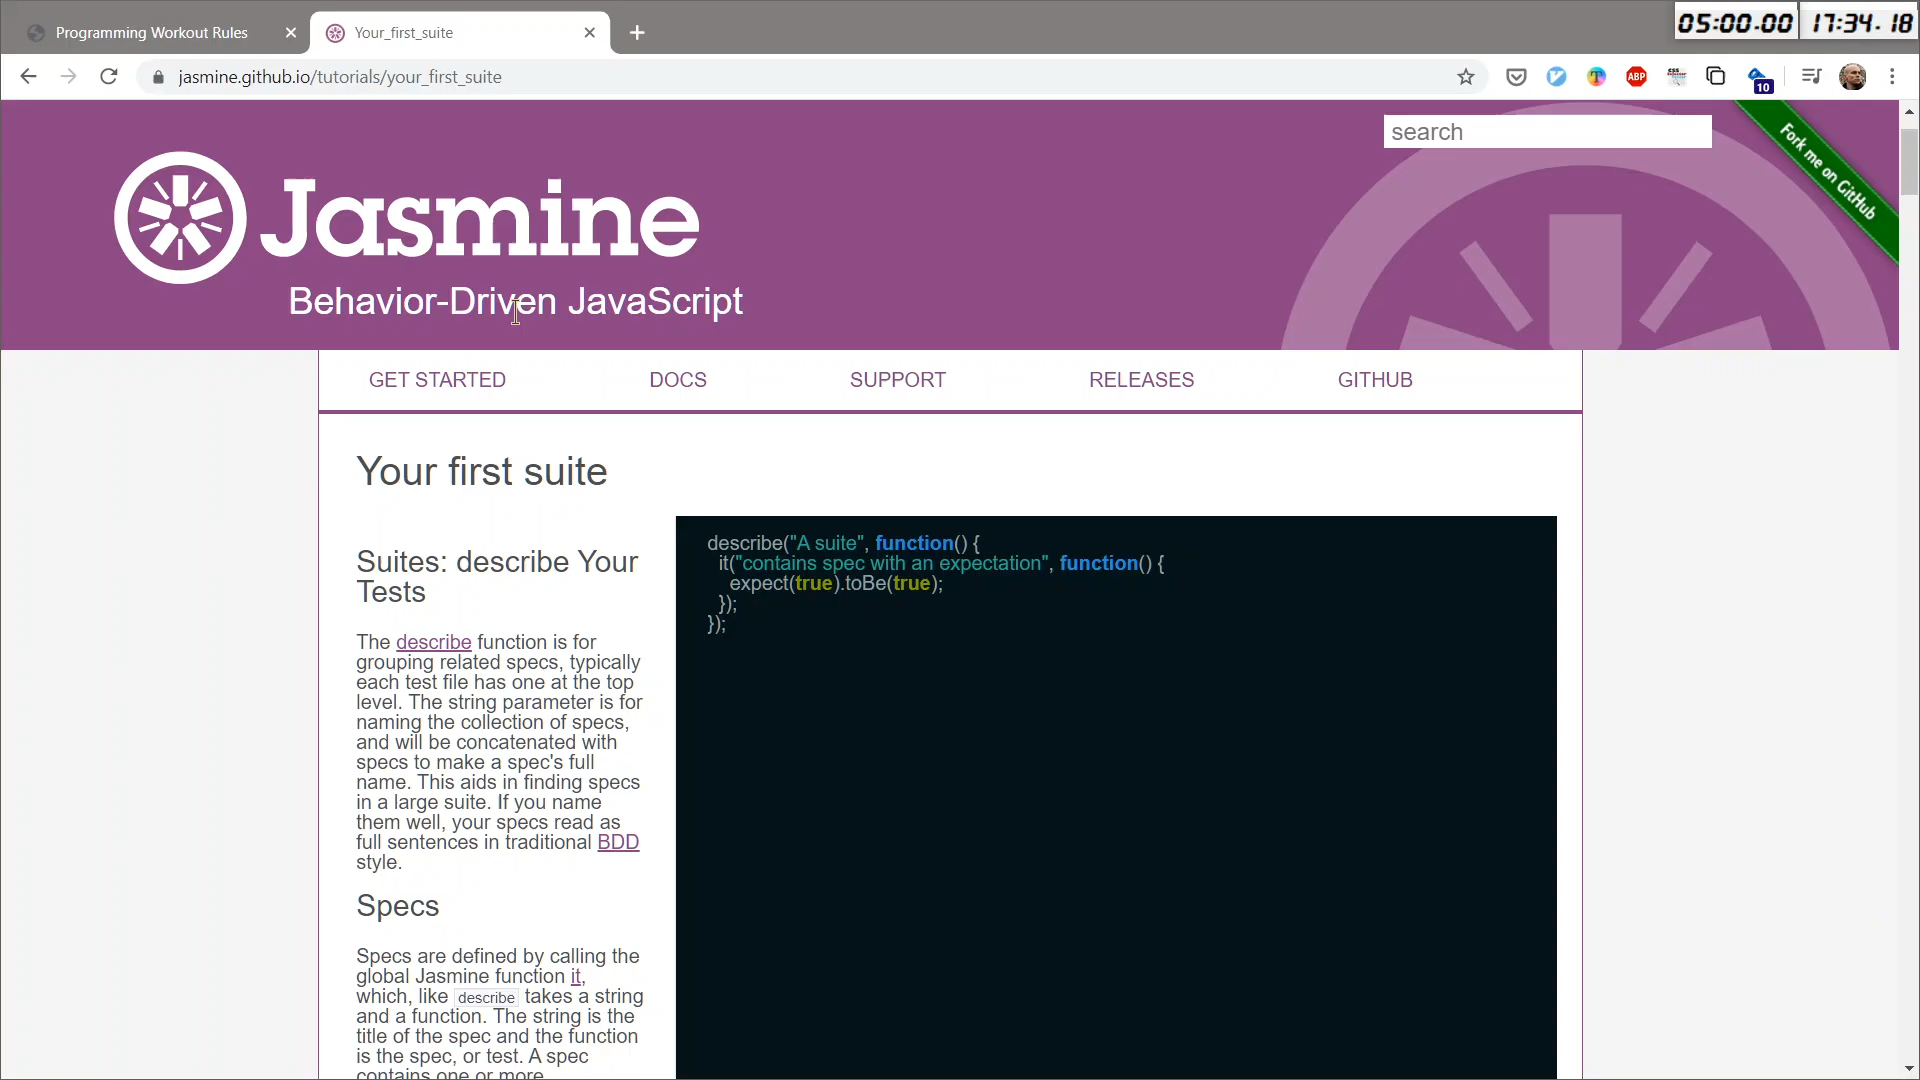 Programming Workout Rules
Your_first_suite
05:00.00 17:34.18
jasmine.github.io/tutorials/your_first_suite
ABP
10
search
Fork me on GitHub
Jasmine
Behavior-Driven JavaScript
GET STARTED DOCS SUPPORT RELEASES GITHUB
Your first suite
Suites: describe Your
Tests
The describe function is for
grouping related specs, typically
each test file has one at the top
level. The string parameter is for
naming the collection of specs,
and will be concatenated with
specs to make a spec's full
name. This aids in finding specs
in a large suite. If you name
them well, your specs read as
full sentences in traditional BDD
style.
Specs
Specs are defined by calling the
global Jasmine function it,
which, like describe takes a string
and a function. The string is the
title of the spec and the function
is the spec, or test. A spec
contains one or more
describe("A suite", function() {
it("contains spec with an expectation", function() {
expect(true).toBe(true);
});
});